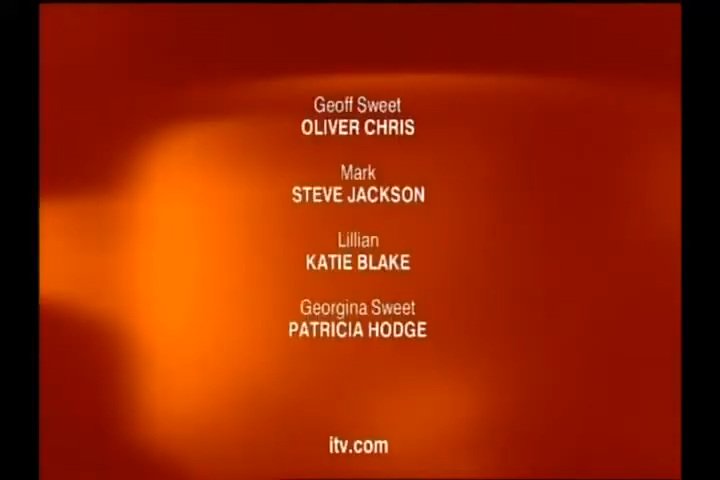 Geoff Sweet
OLIVER CHRIS
Mark
STEVE JACKSON
Lillian
KATIE BLAKE
Georgina Sweet
PATRICIA HODGE
itv.com